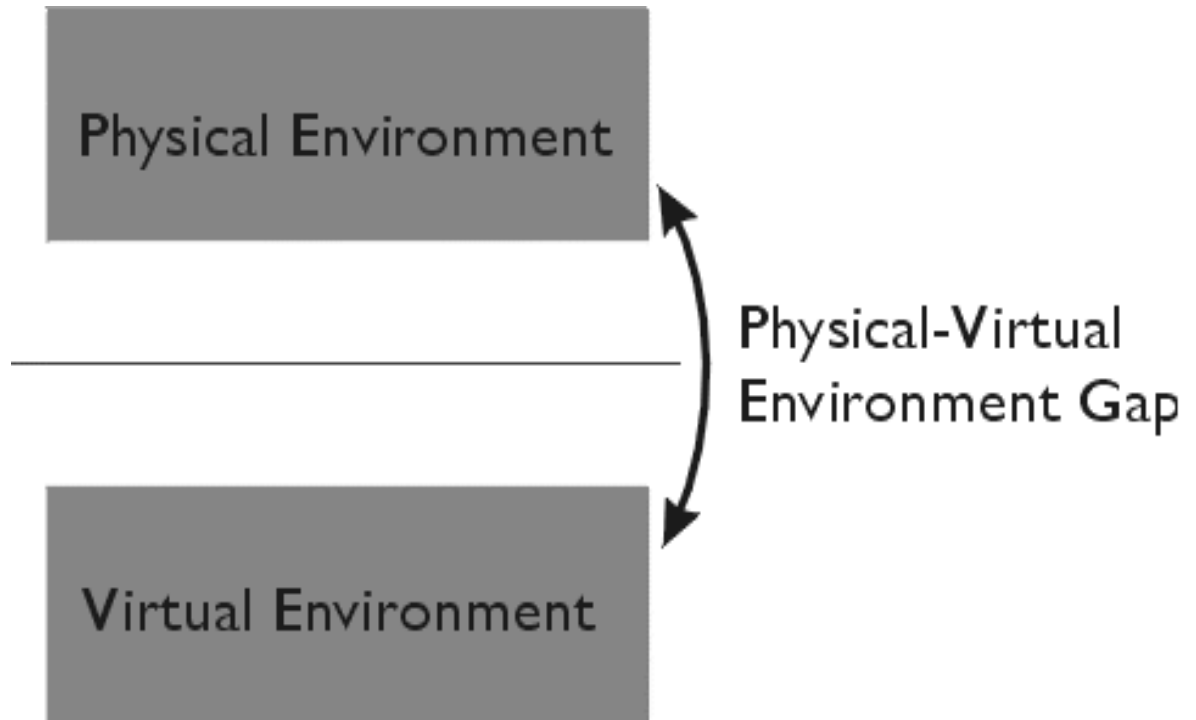 Physical Environment
Physical-Virtual
Environment Gap
Virtual Environment